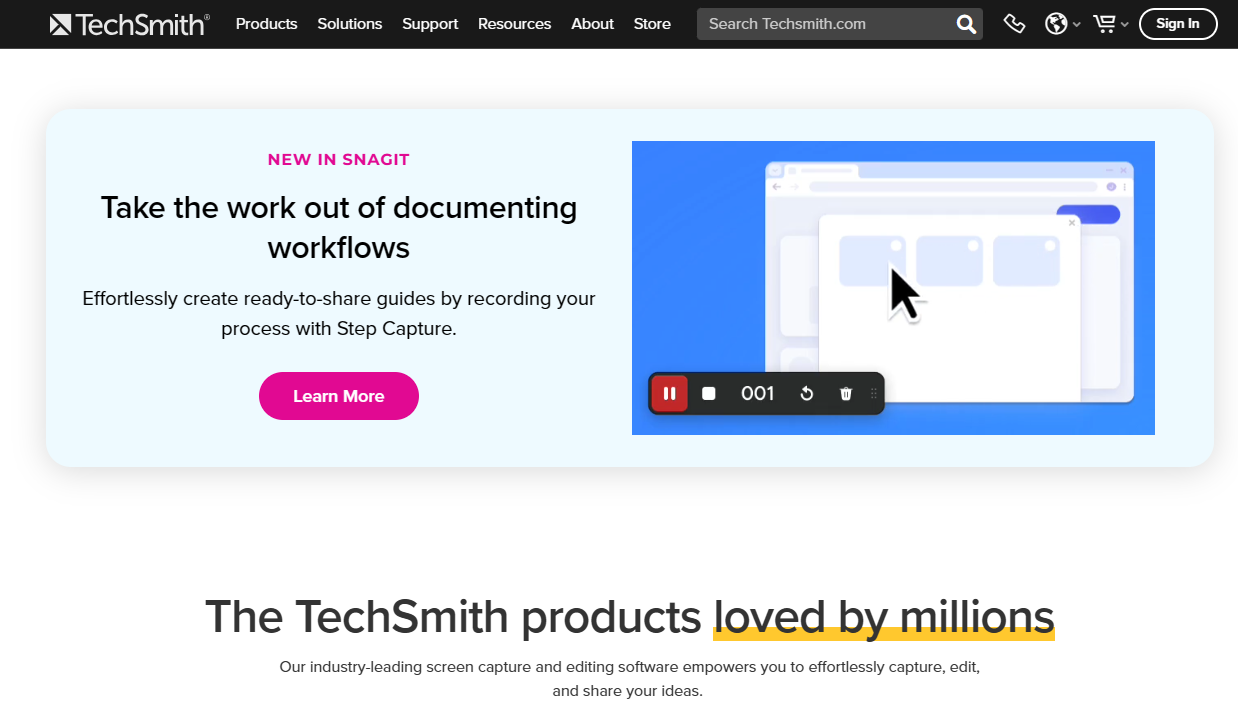 TechSmith®
Products Solutions Support Resources About Store
Search Techsmith.com
Sign In
NEW IN SNAGIT
Take the work out of documenting
workflows
Effortlessly create ready-to-share guides by recording your
process with Step Capture.
Learn More
001
The TechSmith products loved by millions
Our industry-leading screen capture and editing software empowers you to effortlessly capture, edit,
and share your ideas.